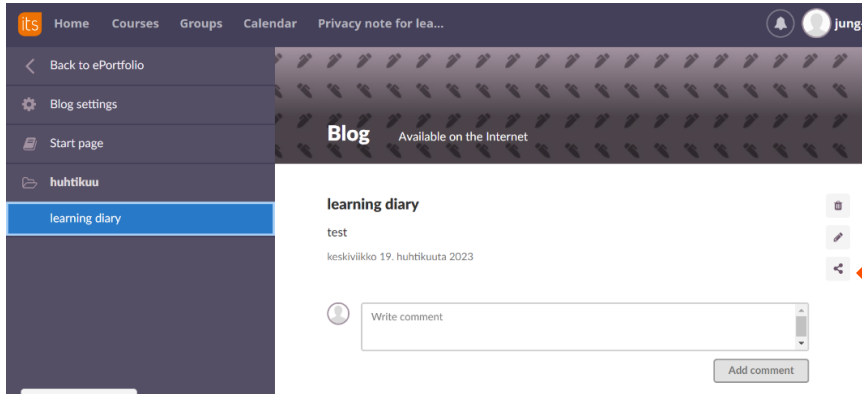 its Home Courses Groups Calendar Privacy note for lea...
Back to ePortfolio
Blog settings
Start page
huhtikuu
learning diary
Blog Available on the Internet
learning diary
test
keskiviikko 19. huhtikuuta 2023
Write comment
Add comment